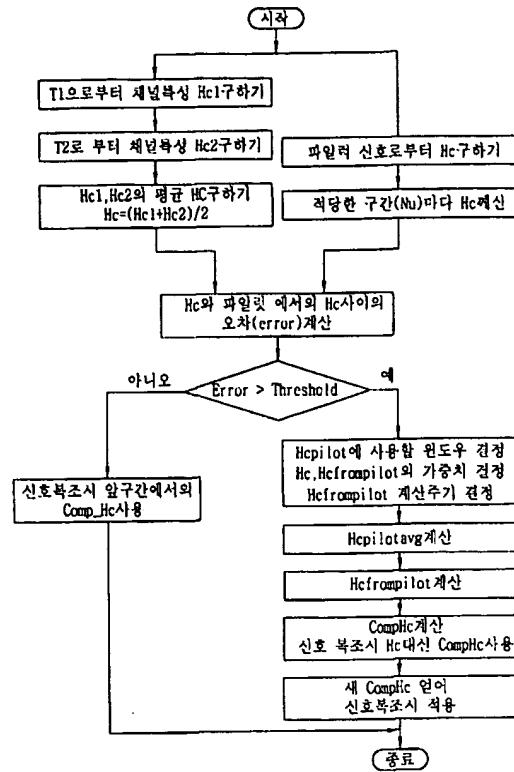 시작
T1으로부터 채널특성 Hc1구하기
T2로 부터 채널특성 Hc2구하기
Hc1,Hc2의 평균 HC구하기
Hc=(Hc1+Hc2)/2
파일럿 신호로부터 Hc구하기
적당한 구간(Nu)마다 Hc계산
Hc와 파일럿 에서의 Hc사이의
오차(error)계산
Error > Threshold
아니오
예
신호복조시 앞구간에서의
Comp_Hc사용
Hcpilot에 사용할 윈도우 결정
Hc,Hcfrompilot의 가중치 결정
Hcfrompilot 계산주기 결정
Hcpilotavg계산
Hcfrompilot계산
CompHc계산
신호 복조시 Hc대신 CompHc사용
새 CompHc 얻어
신호복조시 적용
종료